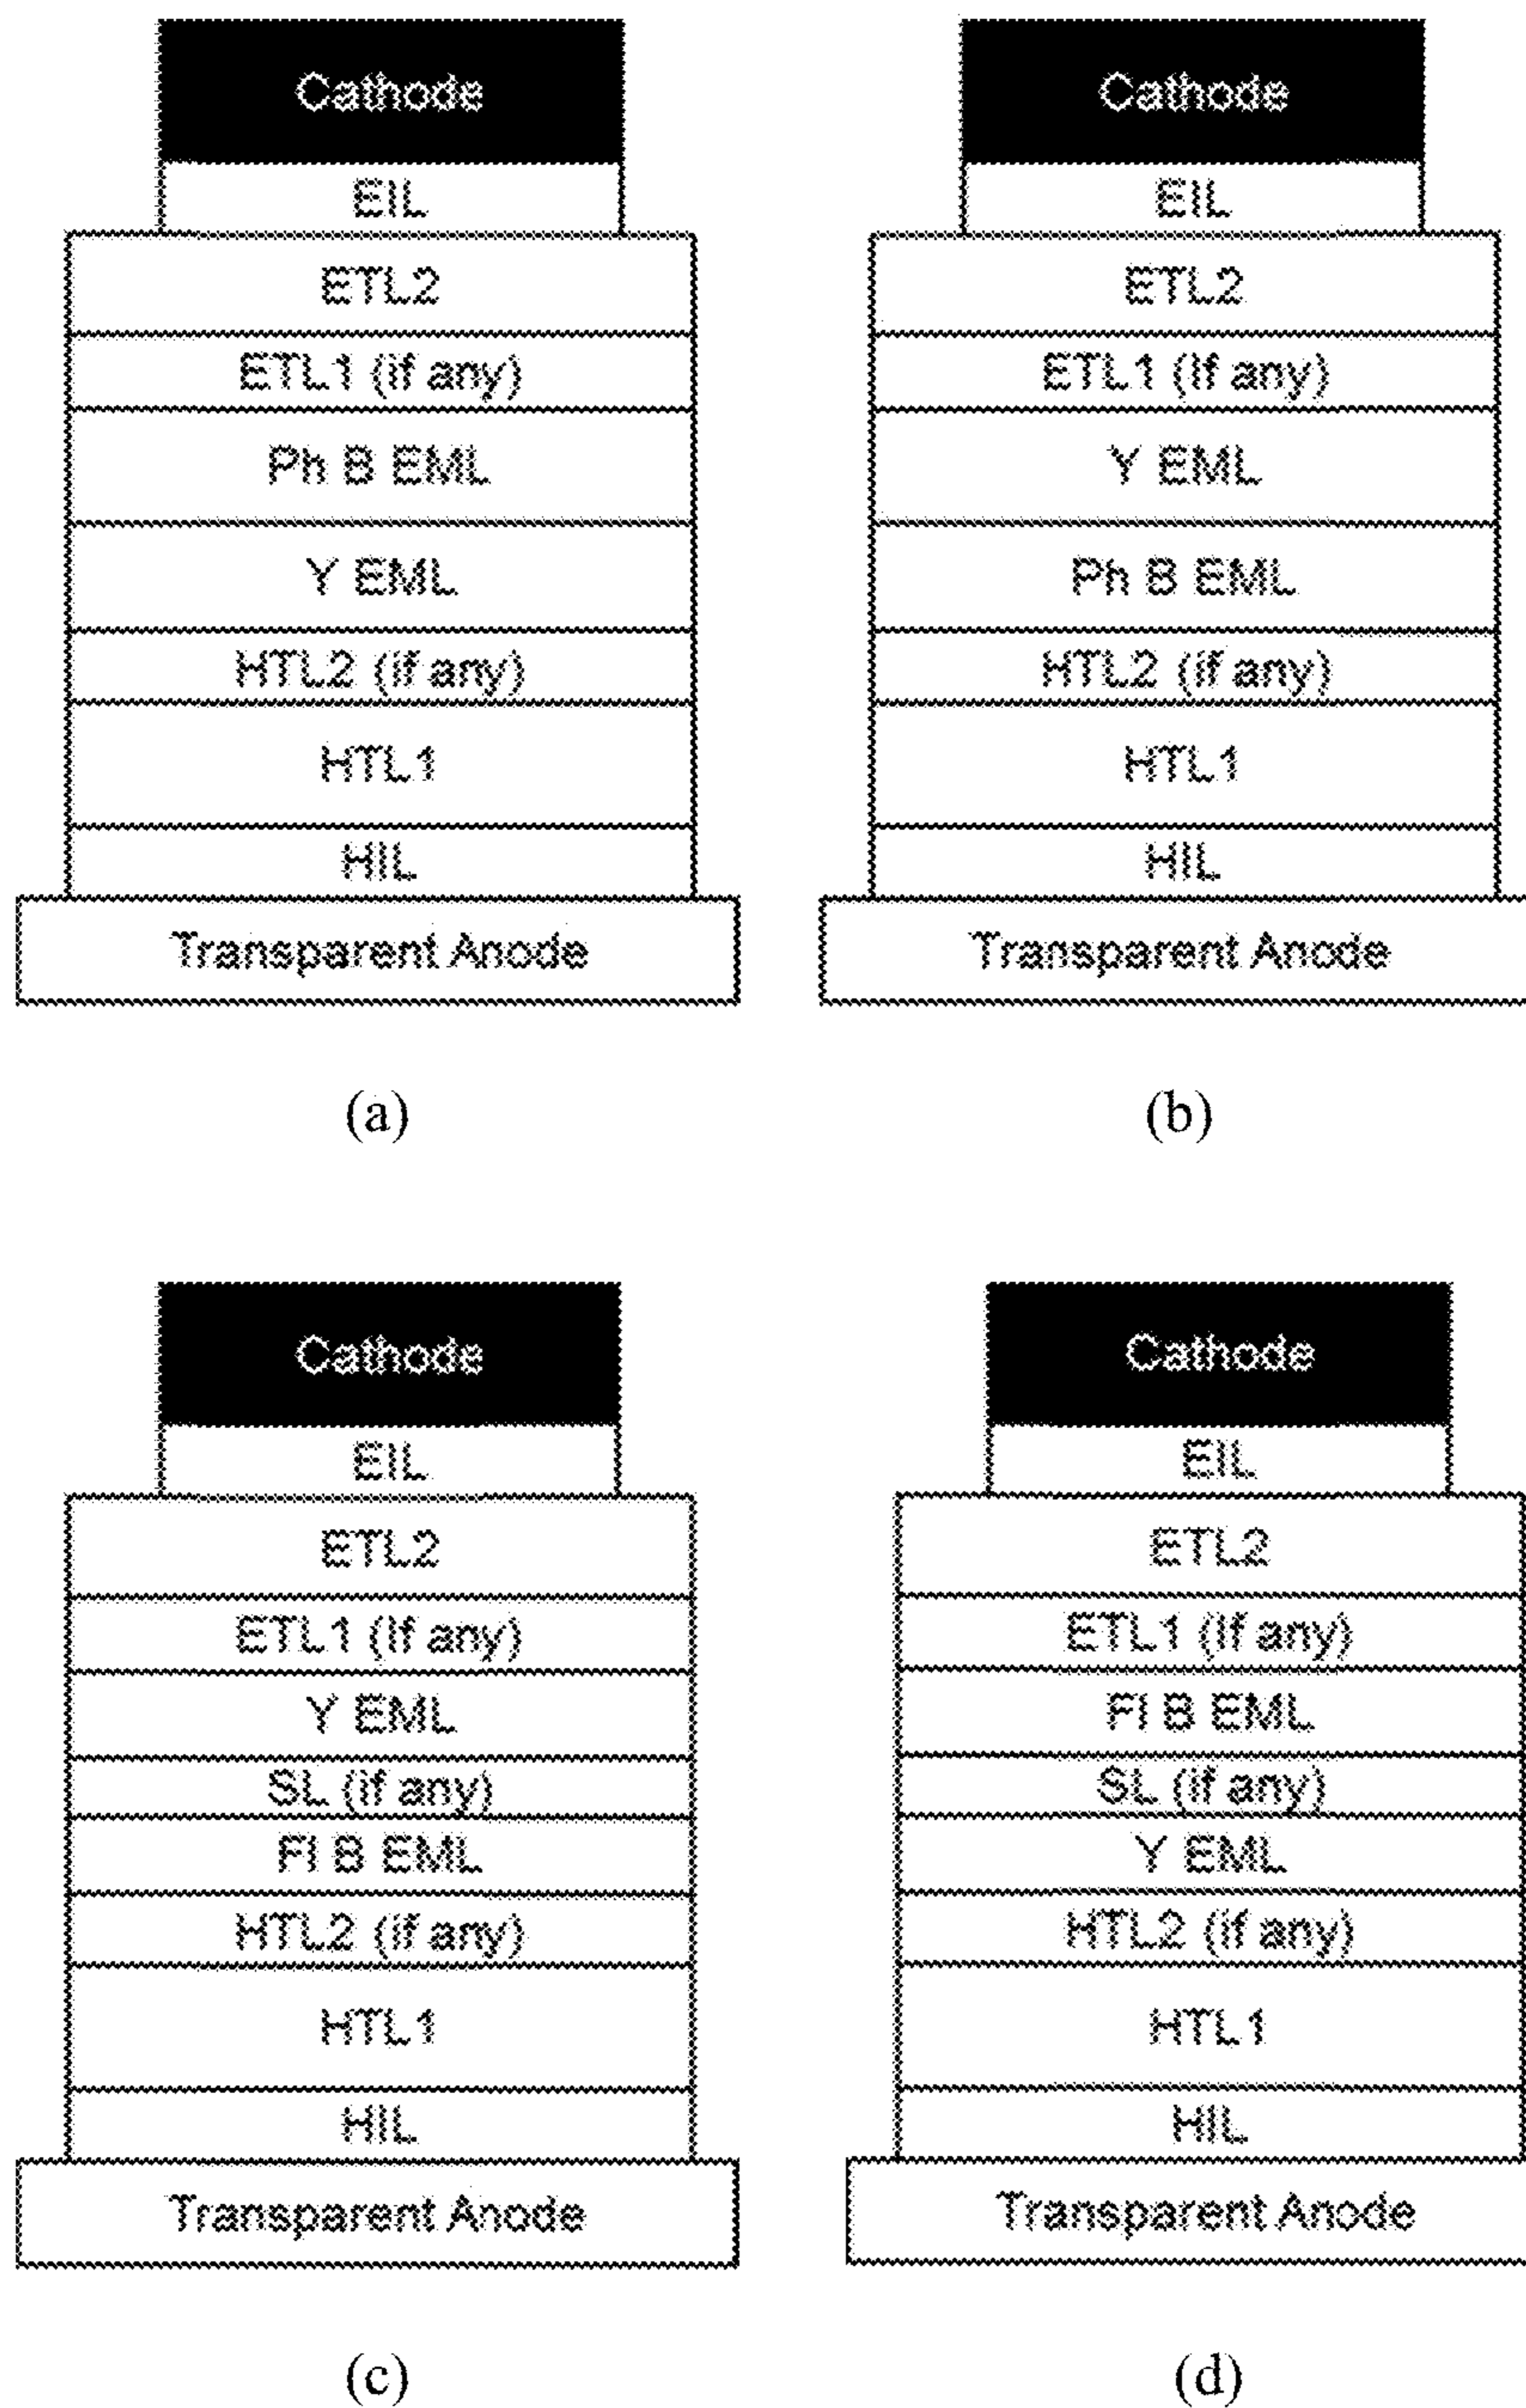 Cathode
EIL
ETL2
ETL1 (if any)
Ph B EML
Y EML
HTL2 (if any)
HTL1
HIL
Transparent Anode
(a)
Cathode
EIL
ETL2
ETL1 (if any)
Y EML
Ph B EML
HTL2 (if any)
HTL1
HIL
Transparent Anode
(b)
Cathode
EIL
ETL2
ETL1 (if any)
Y EML
SL (if any)
Fl B EML
HTL2 (if any)
HTL1
HIL
Transparent Anode
(c)
Cathode
EIL
ETL2
ETL1 (if any)
Fl B EML
SL (if any)
Y EML
HTL2 (if any)
HTL1
HIL
Transparent Anode
(d)